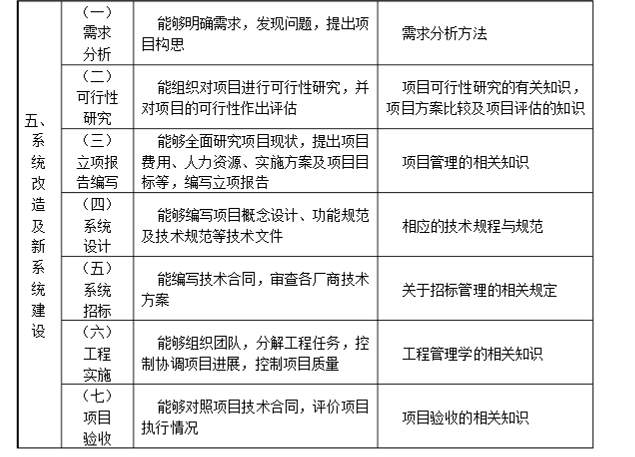 五、
系
统
改
造
及
新
系
统
建
设
（一）
需求
分析
能够明确需求，发现问题，提出项
目构思
需求分析方法
（二）
可行性
研究
能组织对项目进行可行性研究，并
对项目的可行性作出评估
项目可行性研究的有关知识，
项目方案比较及项目评估的知识
（三）
立项报
告编写
能够全面研究项目现状，提出项目
费用、人力资源、实施方案及项目目
标等，编写立项报告
项目管理的相关知识
（四）
系统
设计
能够编写项目概念设计、功能规范
及技术规范等技术文件
相应的技术规程与规范
（五）
系统
招标
能编写技术合同，审查各厂商技术
方案
关于招标管理的相关规定
（六）
工程
实施
能够组织团队，分解工程任务，控
制协调项目进展，控制项目质量
工程管理学的相关知识
（七）
项目
验收
能够对照项目技术合同，评价项目
执行情况
项目验收的相关知识